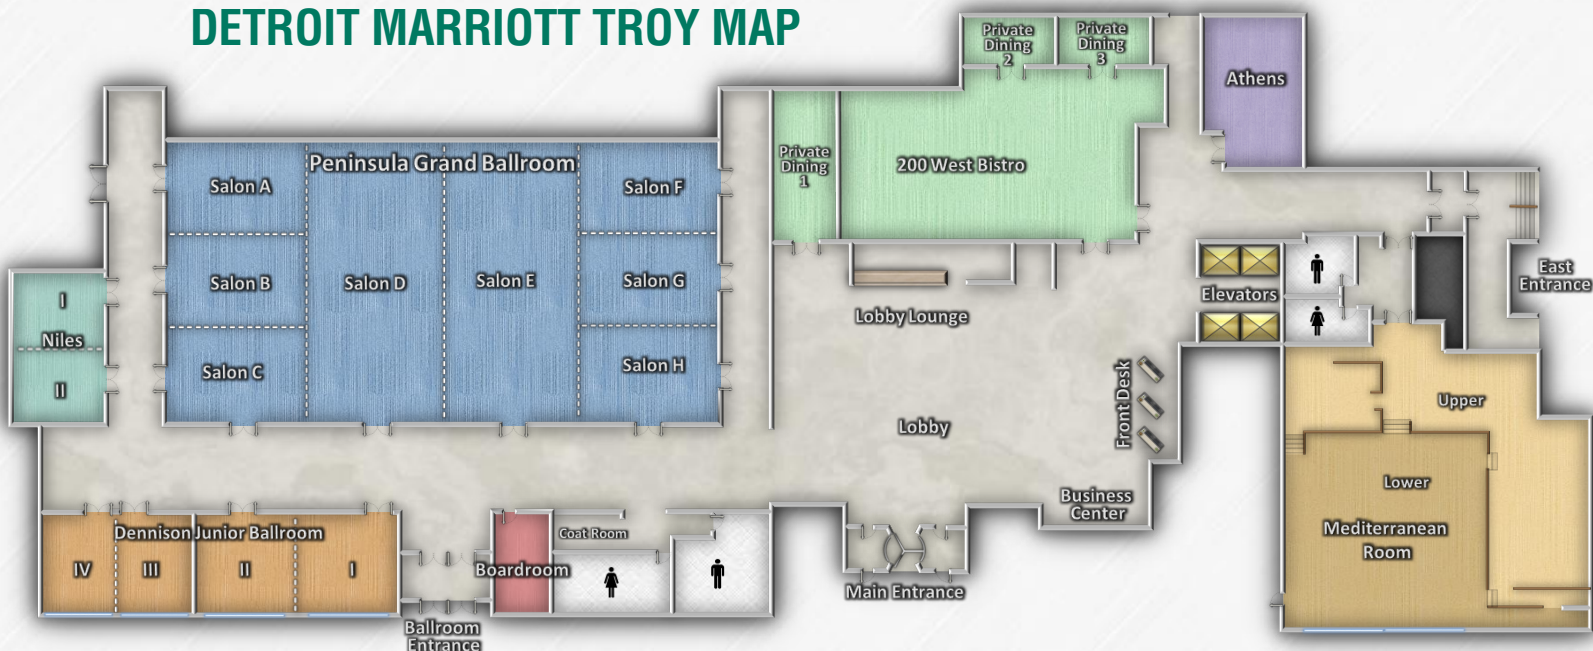 DETROIT MARRIOTT TROY MAP
Private
Dining
2
Private
Dining
3
Athens
Peninsula Grand Ballroom
Salon A
Salon B
Salon C
Salon D
Salon E
Salon F
Salon G
Salon H
Private
Dining
1
200 West Bistro
I
Niles
II
Lobby Lounge
Elevators
East
Entrance
Front Desk
Lobby
Business
Center
Upper
Lower
Mediterranean
Room
Dennison Junior Ballroom
IV
III
II
I
Boardroom
Coat Room
Main Entrance
Ballroom
Entrance